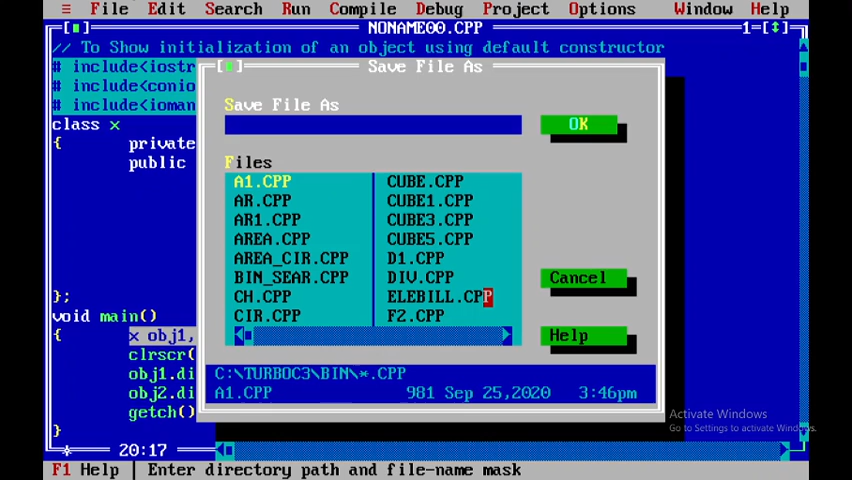 ≡ File Edit Search Run Compile Debug Project Options Window Help
NONAME00.CPP 1=[↕]
// To Show initialization of an object using default constructor
# include<iostr
# include<conio
# include<ioman
class x
{ private
public
};
void main()
{ x obj1,
clrscr(
obj1.di
obj2.di
getch()
}
20:17
Save File As
Save File As
OK
Files
A1.CPP CUBE.CPP
AR.CPP CUBE1.CPP
AR1.CPP CUBE3.CPP
AREA.CPP CUBE5.CPP
AREA_CIR.CPP D1.CPP
BIN_SEAR.CPP DIV.CPP
CH.CPP ELEBILL.CPP
CIR.CPP F2.CPP
Cancel
Help
C:\TURBOC3\BIN\*.CPP
A1.CPP 981 Sep 25,2020 3:46pm
Activate Windows
Go to Settings to activate Windows.
F1 Help | Enter directory path and file-name mask